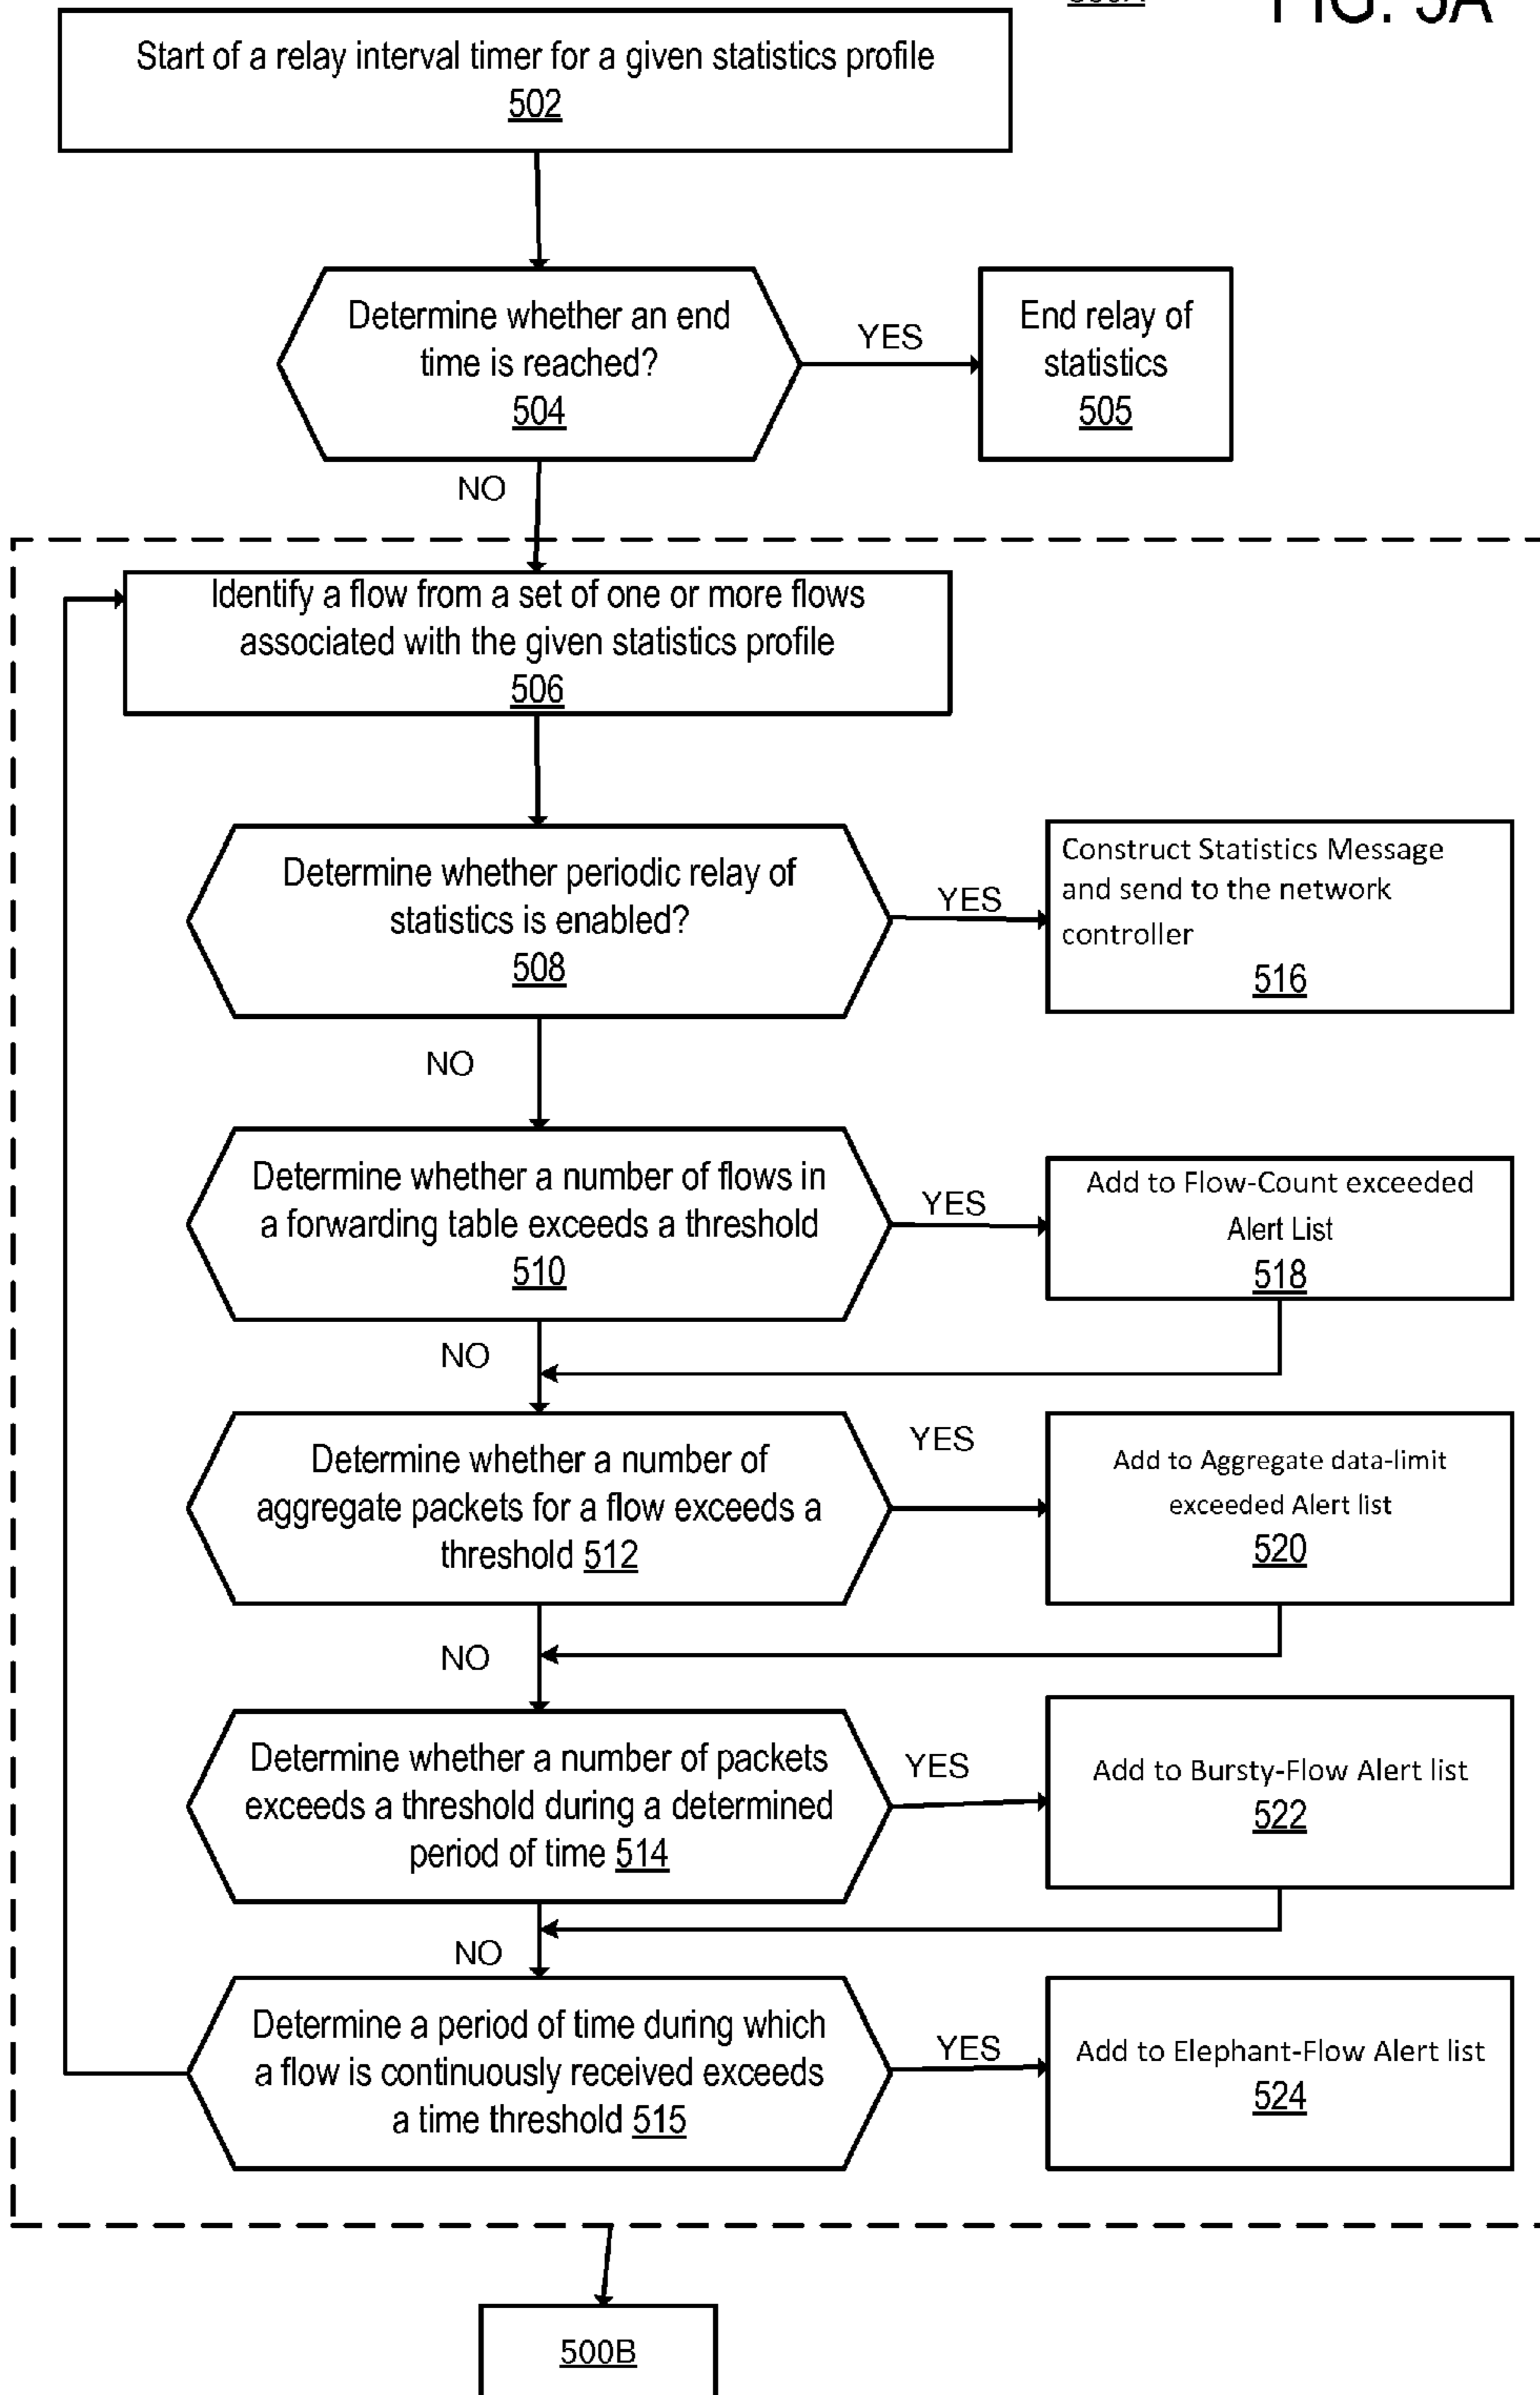 FIG. 5A
Start of a relay interval timer for a given statistics profile
502
Determine whether an end
time is reached?
504
YES
End relay of
statistics
505
NO
Identify a flow from a set of one or more flows
associated with the given statistics profile
506
Determine whether periodic relay of
statistics is enabled?
508
YES
Construct Statistics Message
and send to the network
controller
516
NO
Determine whether a number of flows in
a forwarding table exceeds a threshold
510
YES
Add to Flow-Count exceeded
Alert List
518
NO
Determine whether a number of
aggregate packets for a flow exceeds a
threshold 512
YES
Add to Aggregate data-limit
exceeded Alert list
520
NO
Determine whether a number of packets
exceeds a threshold during a determined
period of time 514
YES
Add to Bursty-Flow Alert list
522
NO
Determine a period of time during which
a flow is continuously received exceeds
a time threshold 515
YES
Add to Elephant-Flow Alert list
524
500B